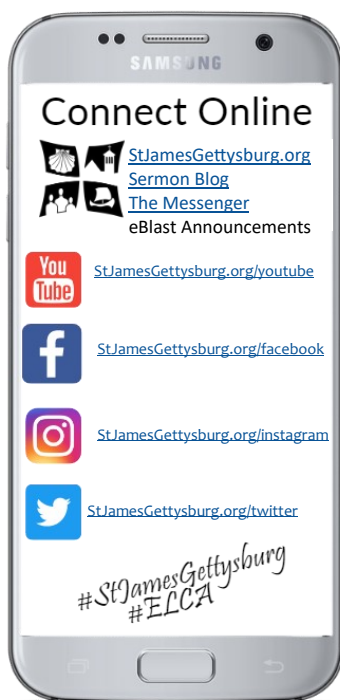 SAMSUNG
Connect Online
StJamesGettysburg.org
Sermon Blog
The Messenger
eBlast Announcements
You
Tube
StJamesGettysburg.org/youtube
StJamesGettysburg.org/facebook
StJamesGettysburg.org/instagram
StJamesGettysburg.org/twitter
#StJamesGettysburg
#ELCA